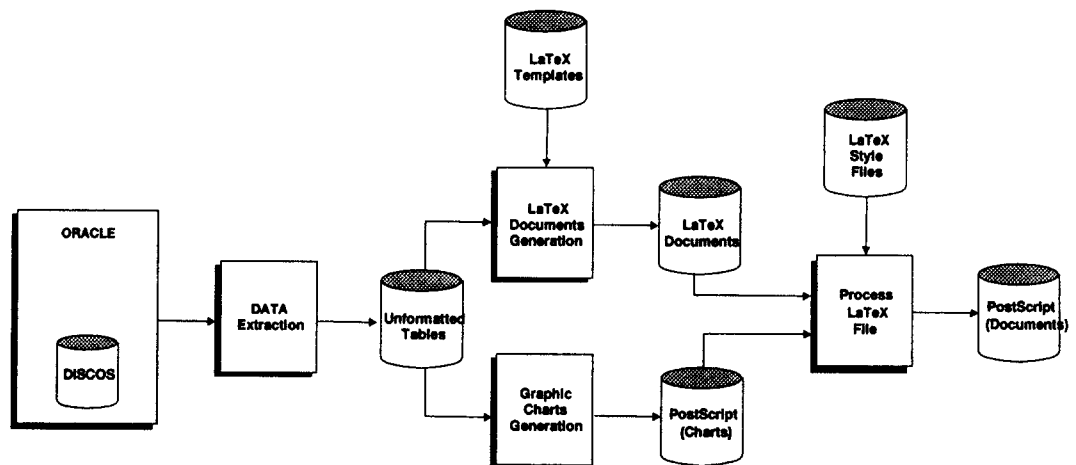 LaTeX
Templates
LaTeX
Style
Files
ORACLE
LaTeX
Documents
Generation
LaTeX
Documents
DATA
Extraction
Unformatted
Tables
Process
LaTeX
File
PostScript
(Documents)
DISCOS
Graphic
Charts
Generation
PostScript
(Charts)